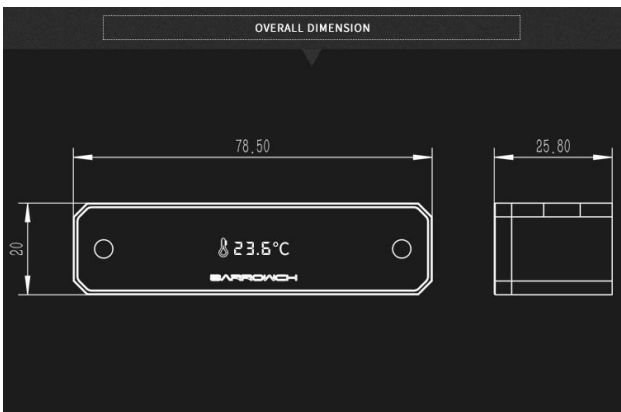 OVERALL DIMENSION
78,50
25,80
20
23.6°C
BARROWCH